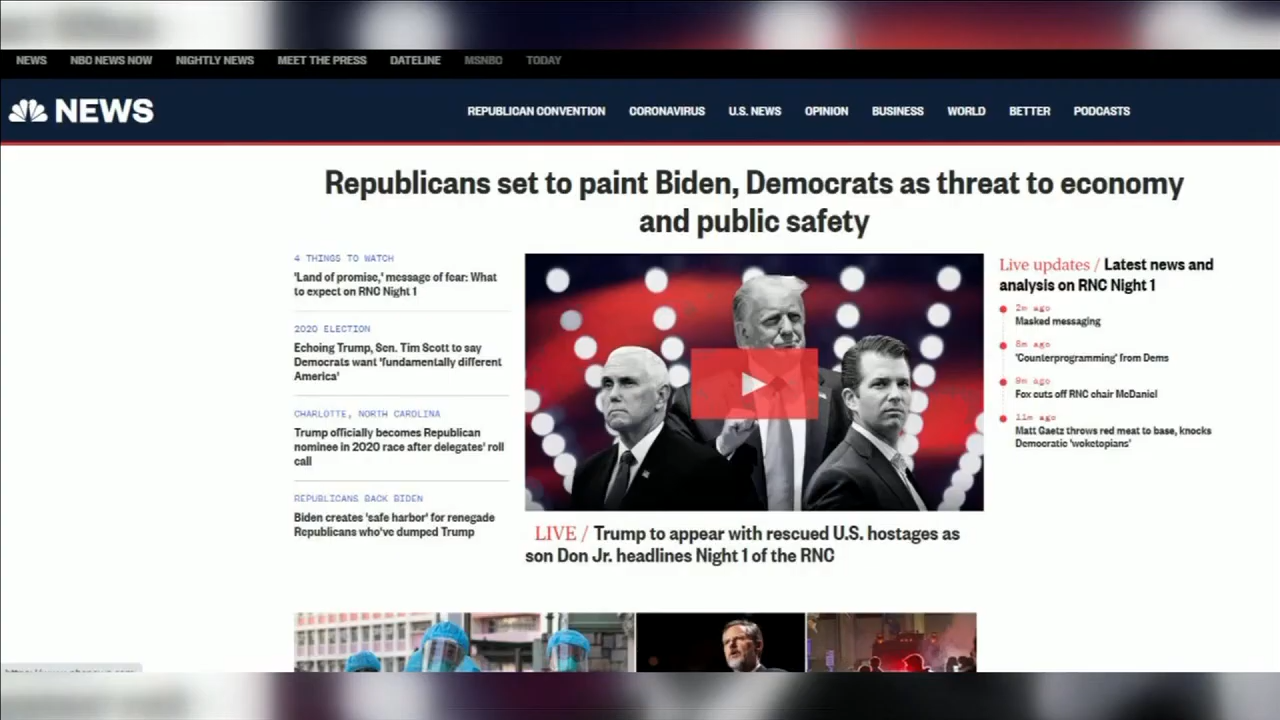 NEWS NBC NEWS NOW NIGHTLY NEWS MEET THE PRESS DATELINE MSNBC TODAY
NEWS
REPUBLICAN CONVENTION CORONAVIRUS U.S. NEWS OPINION BUSINESS WORLD BETTER PODCASTS
Republicans set to paint Biden, Democrats as threat to economy
and public safety
4 THINGS TO WATCH
'Land of promise,' message of fear: What
to expect on RNC Night 1
2020 ELECTION
Echoing Trump, Sen. Tim Scott to say
Democrats want 'fundamentally different
America'
CHARLOTTE, NORTH CAROLINA
Trump officially becomes Republican
nominee in 2020 race after delegates' roll
call
REPUBLICANS BACK BIDEN
Biden creates 'safe harbor' for renegade
Republicans who've dumped Trump
LIVE / Trump to appear with rescued U.S. hostages as
son Don Jr. headlines Night 1 of the RNC
Live updates / Latest news and
analysis on RNC Night 1
2m ago
Masked messaging
8m ago
'Counterprogramming' from Dems
9m ago
Fox cuts off RNC chair McDaniel
11m ago
Matt Gaetz throws red meat to base, knocks
Democratic 'woketopians'